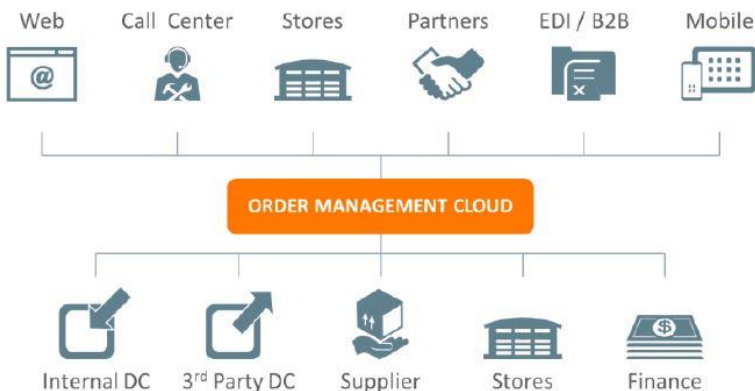 Web Call Center Stores Partners EDI / B2B Mobile
@
ORDER MANAGEMENT CLOUD
$
Internal DC 3rd Party DC Supplier Stores Finance